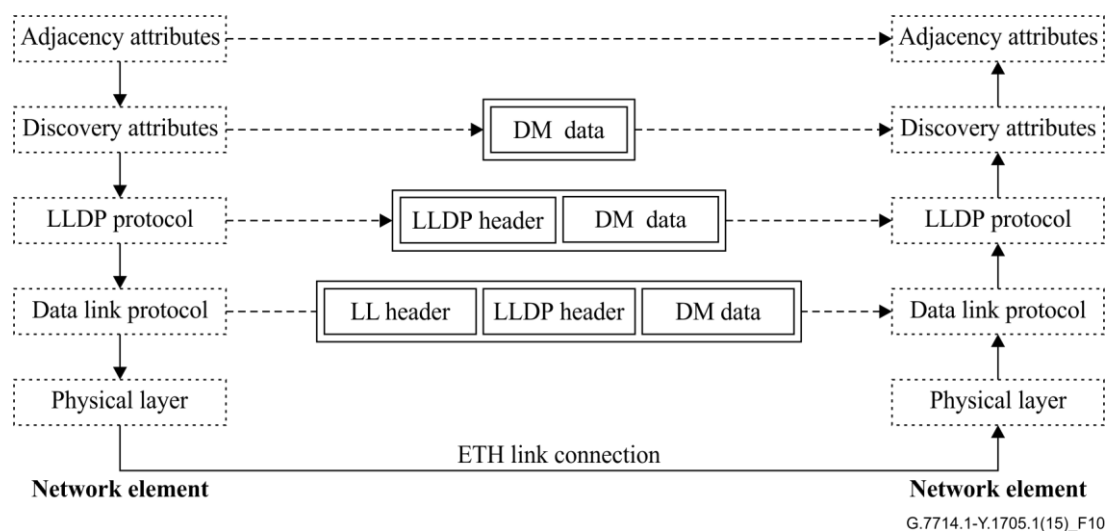 Adjacency attributes
Adjacency attributes
Discovery attributes
DM data
Discovery attributes
LLDP protocol
LLDP header
DM data
LLDP protocol
Data link protocol
LL header
LLDP header
DM data
Data link protocol
Physical layer
Physical layer
ETH link connection
Network element
Network element
G.7714.1-Y.1705.1(15)_F10